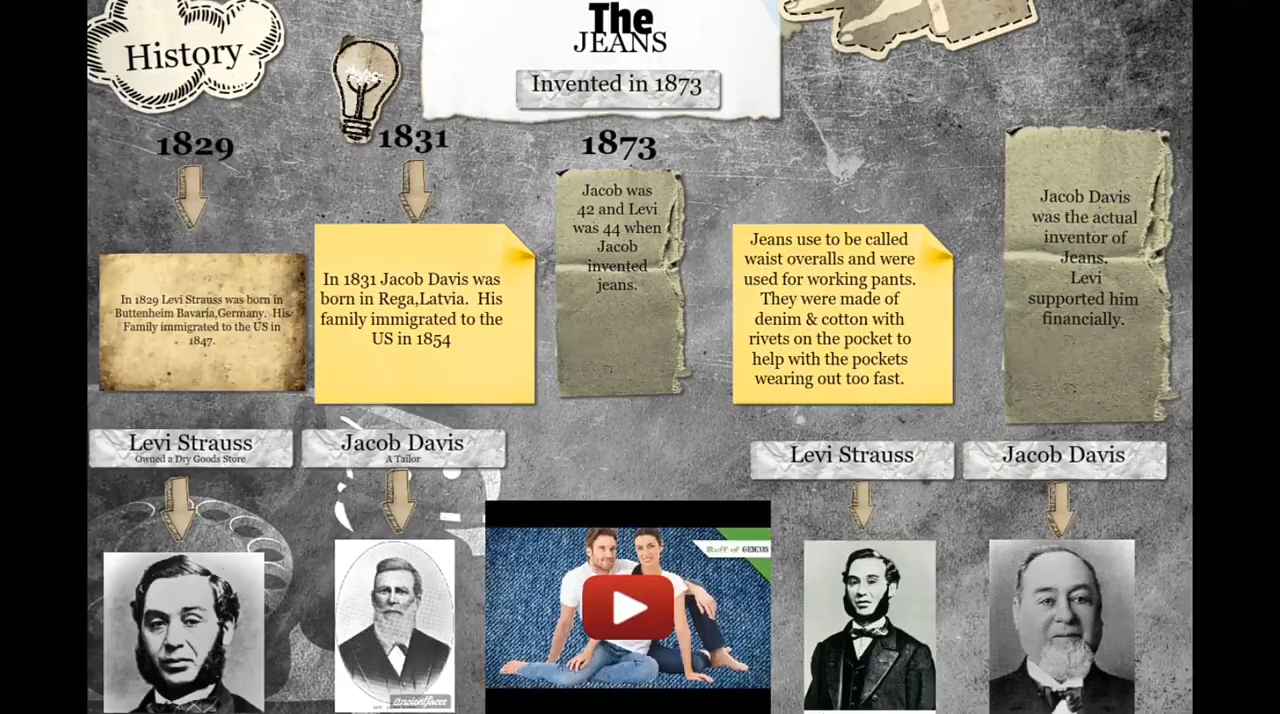 The
JEANS
History
Invented in 1873
1829
1831
1873
In 1829 Levi Strauss was born in
Buttenheim Bavaria,Germany.  His
Family immigrated to the US in
1847.
In 1831 Jacob Davis was
born in Rega,Latvia.  His
family immigrated to the
US in 1854
Jacob was
42 and Levi
was 44 when
Jacob
invented
jeans.
Jeans use to be called
waist overalls and were
used for working pants.
They were made of
denim & cotton with
rivets on the pocket to
help with the pockets
wearing out too fast.
Jacob Davis
was the actual
inventor of
Jeans.
Levi
supported him
financially.
Levi Strauss
Owned a Dry Goods Store
Jacob Davis
A Tailor
Levi Strauss
Jacob Davis
Stuff of GENIUS
Ancientfaces